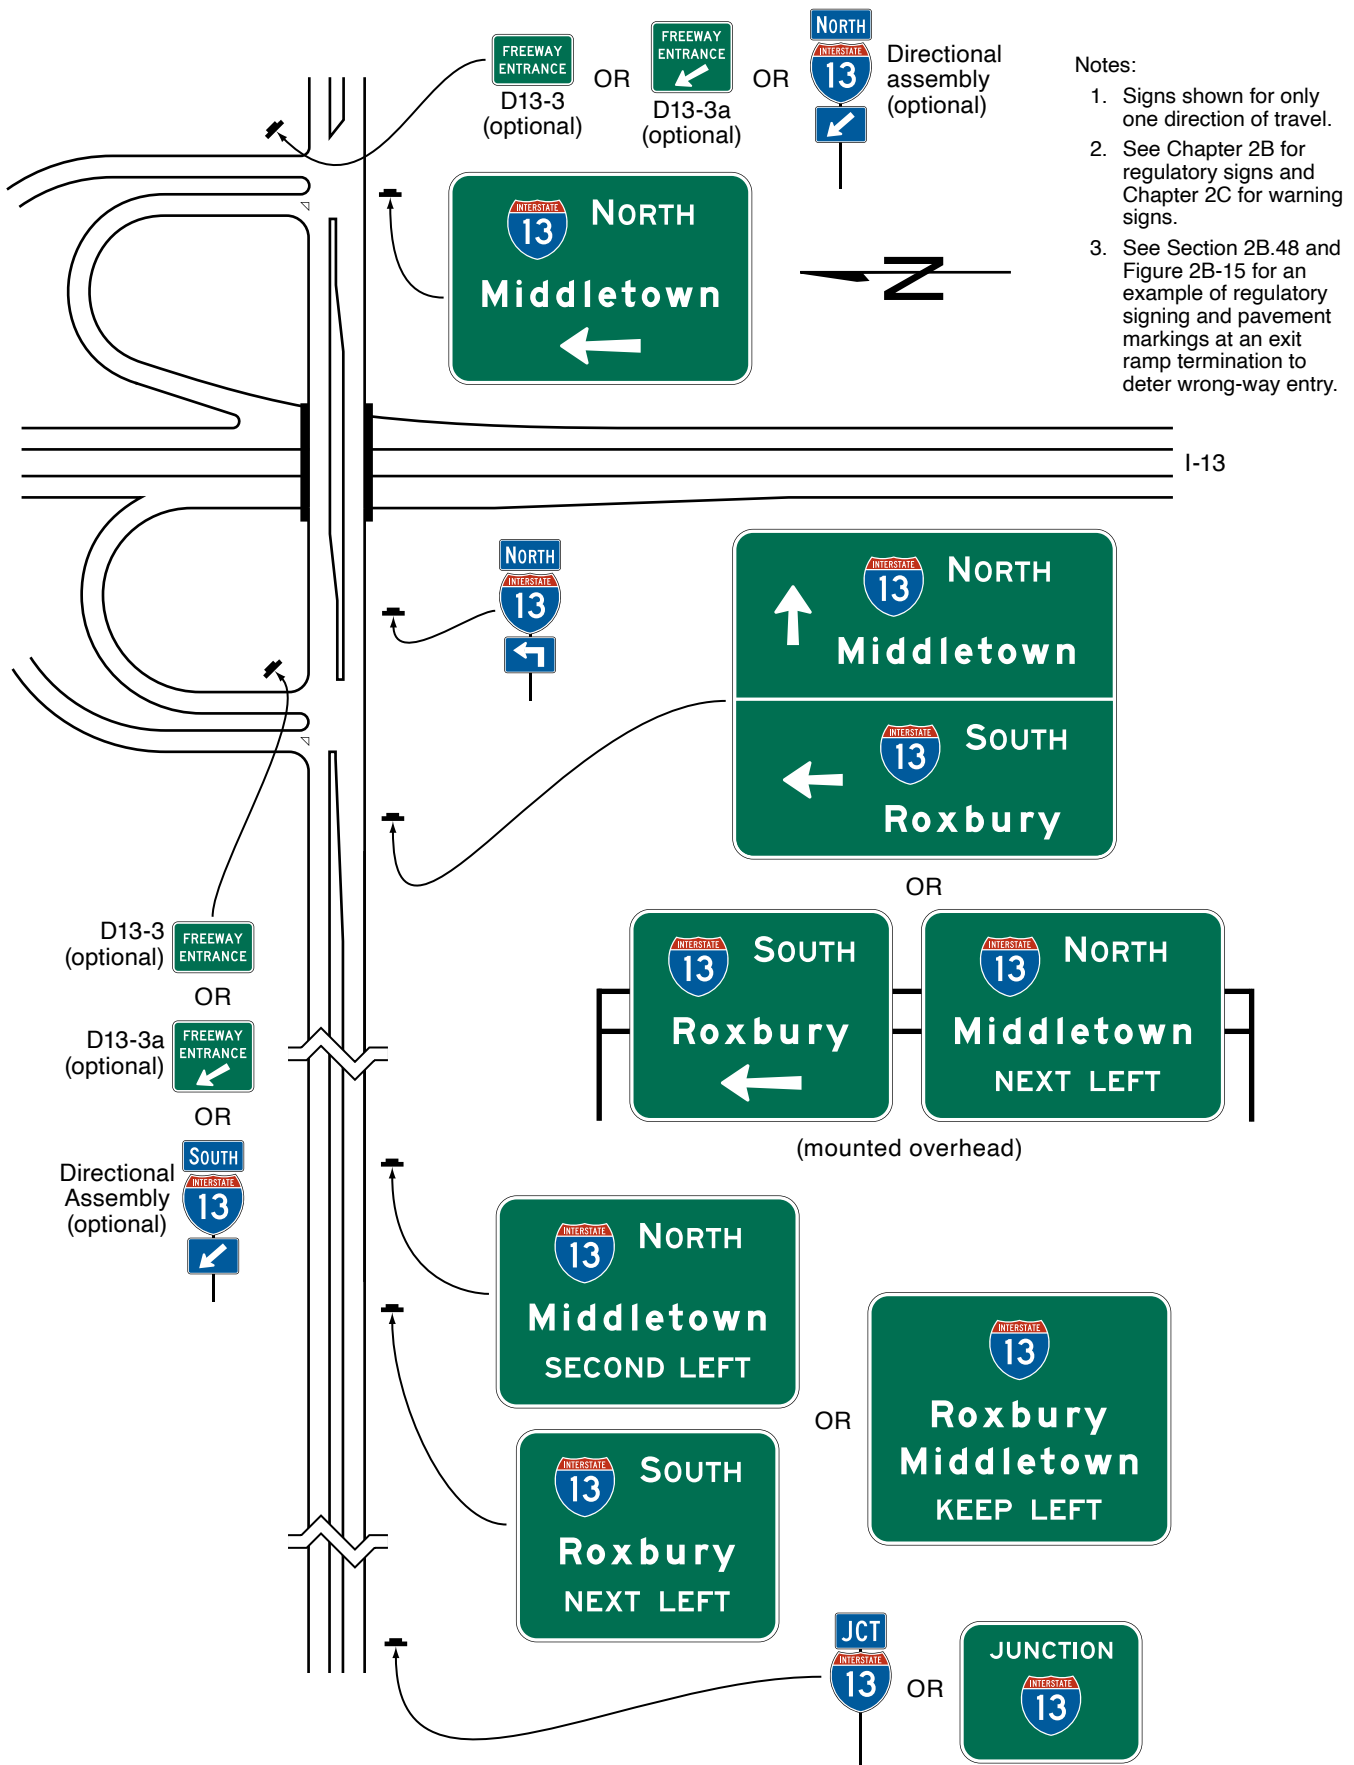 FREEWAY
ENTRANCE
D13-3
(optional)
OR
FREEWAY
ENTRANCE
D13-3a
(optional)
OR
NORTH
INTERSTATE
13
Directional
assembly
(optional)
Notes:
1. Signs shown for only
one direction of travel.
2. See Chapter 2B for
regulatory signs and
Chapter 2C for warning
signs.
3. See Section 2B.48 and
Figure 2B-15 for an
example of regulatory
signing and pavement
markings at an exit
ramp termination to
deter wrong-way entry.
INTERSTATE
13 NORTH
Middletown
N
I-13
NORTH
INTERSTATE
13
INTERSTATE
13 NORTH
Middletown
INTERSTATE
13 SOUTH
Roxbury
OR
INTERSTATE
13 SOUTH
Roxbury
INTERSTATE
13 NORTH
Middletown
NEXT LEFT
(mounted overhead)
D13-3
(optional)
FREEWAY
ENTRANCE
OR
D13-3a
(optional)
FREEWAY
ENTRANCE
OR
Directional
Assembly
(optional)
SOUTH
INTERSTATE
13
INTERSTATE
13 NORTH
Middletown
SECOND LEFT
INTERSTATE
13 SOUTH
Roxbury
NEXT LEFT
OR
INTERSTATE
13
Roxbury
Middletown
KEEP LEFT
JCT
INTERSTATE
13
OR
JUNCTION
INTERSTATE
13